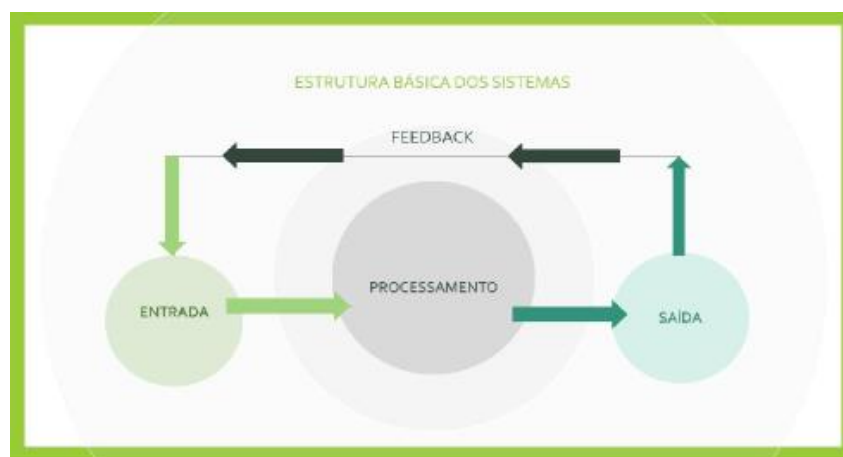 ESTRUTURA BÁSICA DOS SISTEMAS
FEEDBACK
PROCESSAMENTO
ENTRADA
SAÍDA